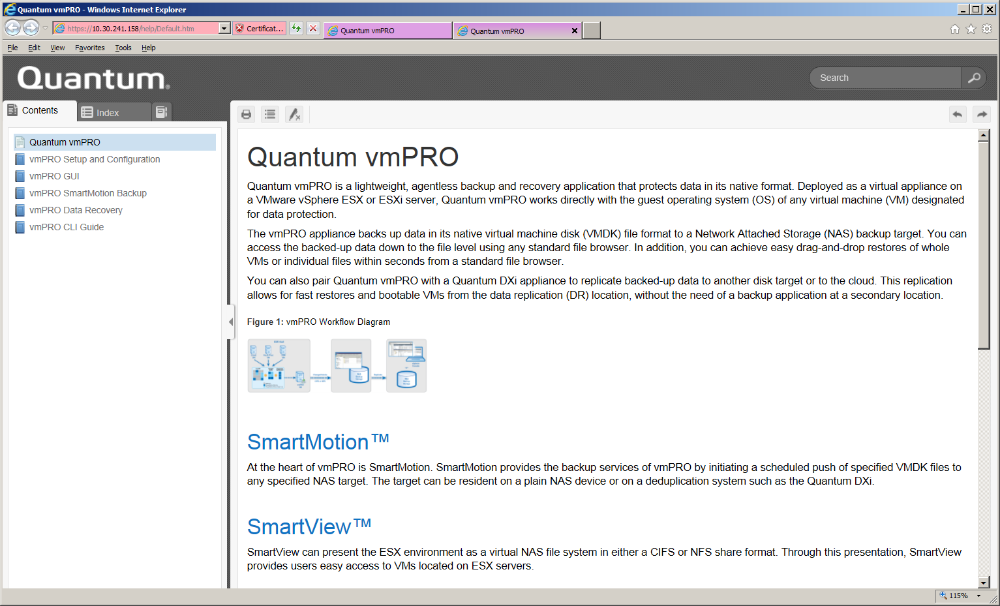 Quantum vmPRO - Windows Internet Explorer
https://10.30.241.158/help/Default.htm
Certificat...
Quantum vmPRO
Quantum vmPRO
File Edit View Favorites Tools Help
Quantum
Search
Contents
Index
Quantum vmPRO
vmPRO Setup and Configuration
vmPRO GUI
vmPRO SmartMotion Backup
vmPRO Data Recovery
vmPRO CLI Guide
Quantum vmPRO
Quantum vmPRO is a lightweight, agentless backup and recovery application that protects data in its native format. Deployed as a virtual appliance on
a VMware vSphere ESX or ESXi server, Quantum vmPRO works directly with the guest operating system (OS) of any virtual machine (VM) designated
for data protection.
The vmPRO appliance backs up data in its native virtual machine disk (VMDK) file format to a Network Attached Storage (NAS) backup target. You can
access the backed-up data down to the file level using any standard file browser. In addition, you can achieve easy drag-and-drop restores of whole
VMs or individual files within seconds from a standard file browser.
You can also pair Quantum vmPRO with a Quantum DXi appliance to replicate backed-up data to another disk target or to the cloud. This replication
allows for fast restores and bootable VMs from the data replication (DR) location, without the need of a backup application at a secondary location.
Figure 1: vmPRO Workflow Diagram
SmartMotion™
At the heart of vmPRO is SmartMotion. SmartMotion provides the backup services of vmPRO by initiating a scheduled push of specified VMDK files to
any specified NAS target. The target can be resident on a plain NAS device or on a deduplication system such as the Quantum DXi.
SmartView™
SmartView can present the ESX environment as a virtual NAS file system in either a CIFS or NFS share format. Through this presentation, SmartView
provides users easy access to VMs located on ESX servers.
115%